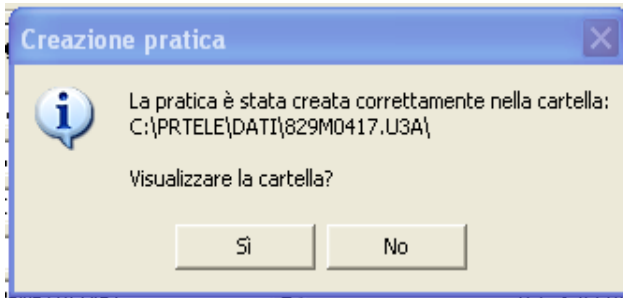 Creazione pratica
La pratica è stata creata correttamente nella cartella:
C:\PRTELE\DATI\829M0417.U3A\
Visualizzare la cartella?
Sì
No